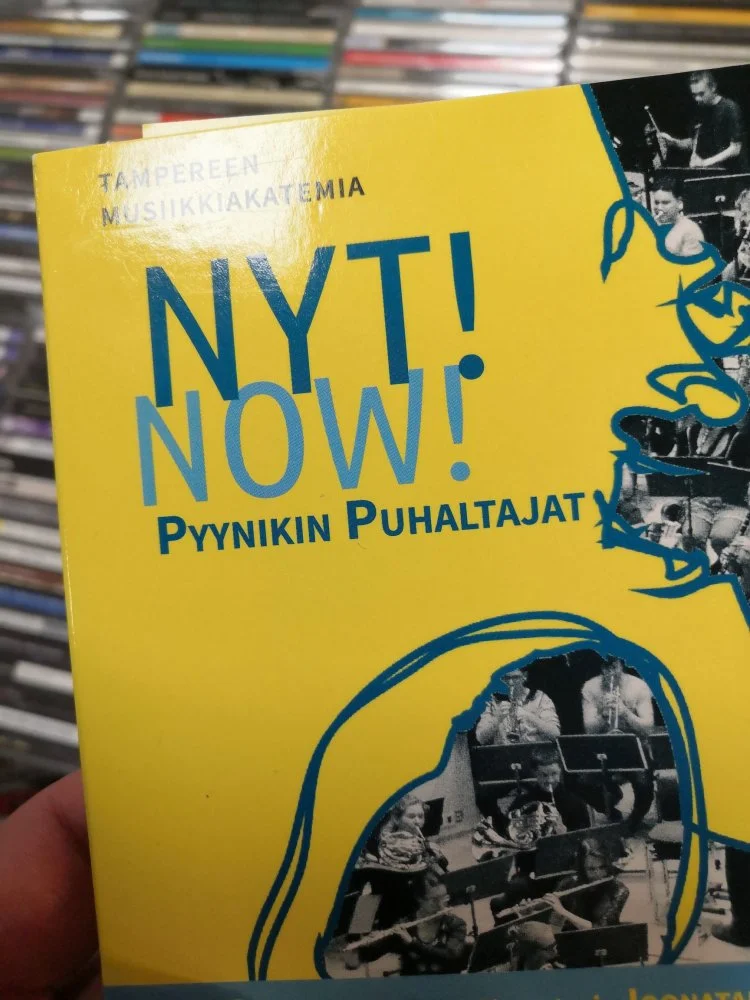 TAMPEREEN
MUSIIKKIAKATEMIA
NYT!
NOW!
PYYNIKIN PUHALTAJAT